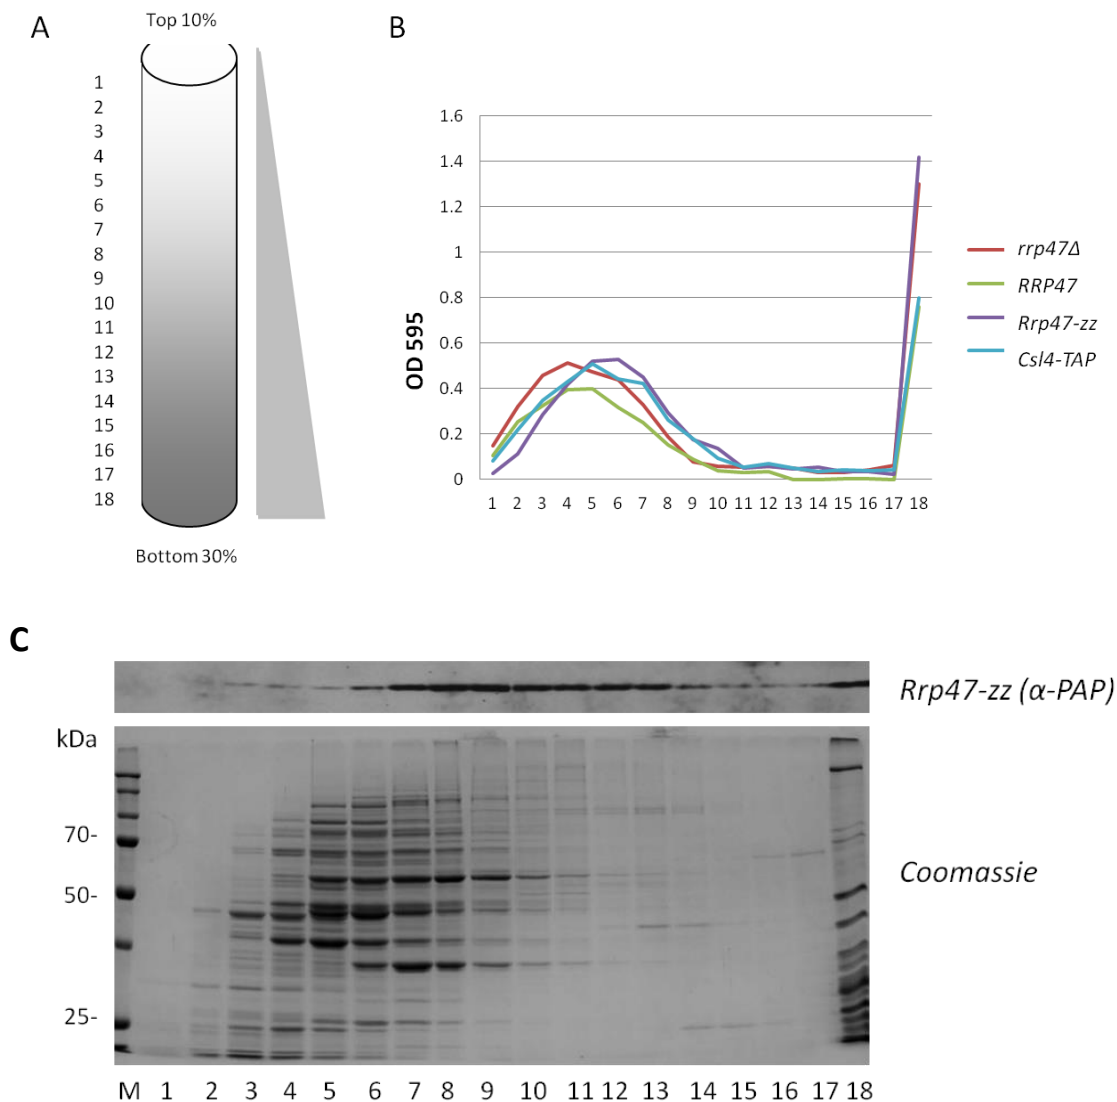 A
Top 10%
1
2
3
4
5
6
7
8
9
10
11
12
13
14
15
16
17
18
Bottom 30%
B
OD 595
1.6
1.4
1.2
1
0.8
0.6
0.4
0.2
0
1 2 3 4 5 6 7 8 9 10 11 12 13 14 15 16 17 18
rrp47Δ
RRP47
Rrp47-zz
Csl4-TAP
C
Rrp47-zz (α-PAP)
kDa
70-
50-
25-
Coomassie
M 1 2 3 4 5 6 7 8 9 10 11 12 13 14 15 16 17 18